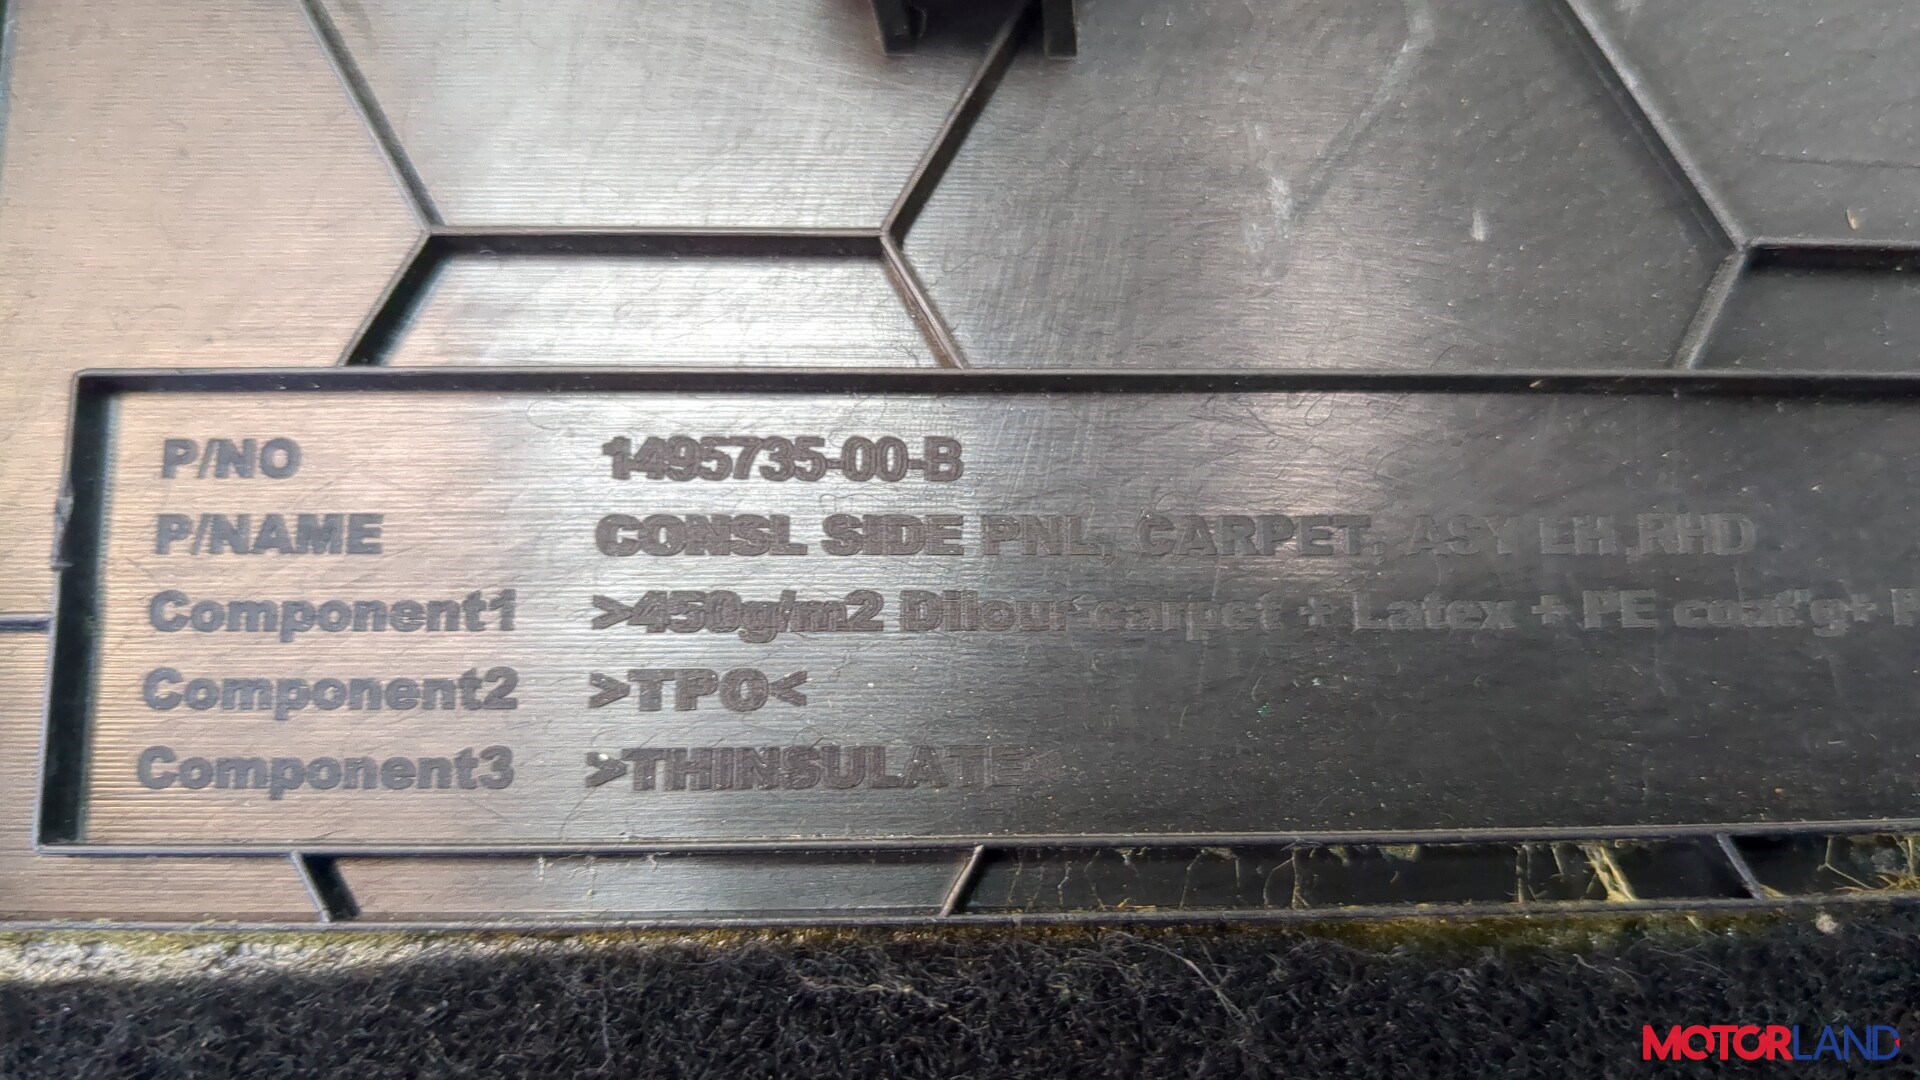 P/NO 1495735-00-B
P/NAME CONSL SIDE PNL, CARPET, ASY LH,RHD
Component1 >450g/m2 Dilour carpet + Latex + PE coat'g+
Component2 >TPO<
Component3 >THINSULATE<
MOTORLAND